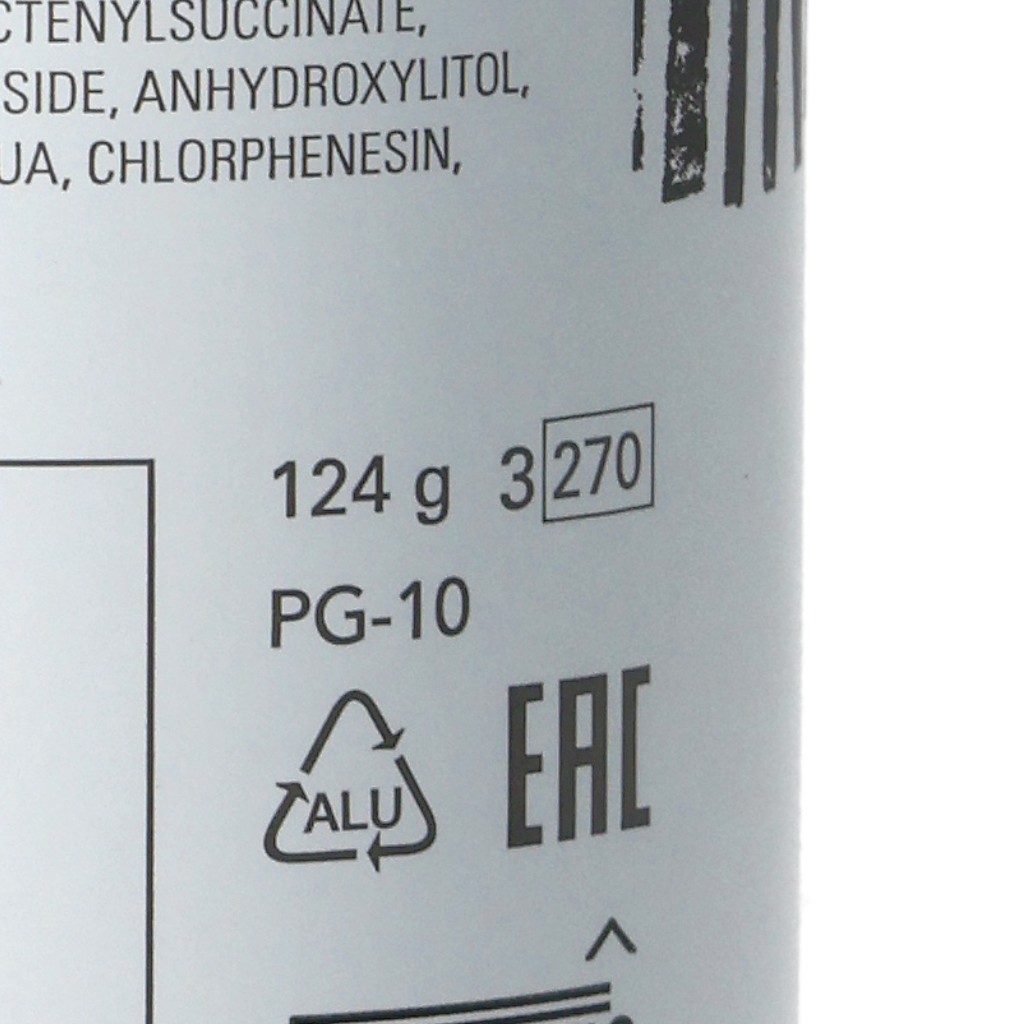 CTENYLSUCCINATE,
SIDE, ANHYDROXYLITOL,
UA, CHLORPHENESIN,
124 g 3 270
PG-10
ALU
EAC